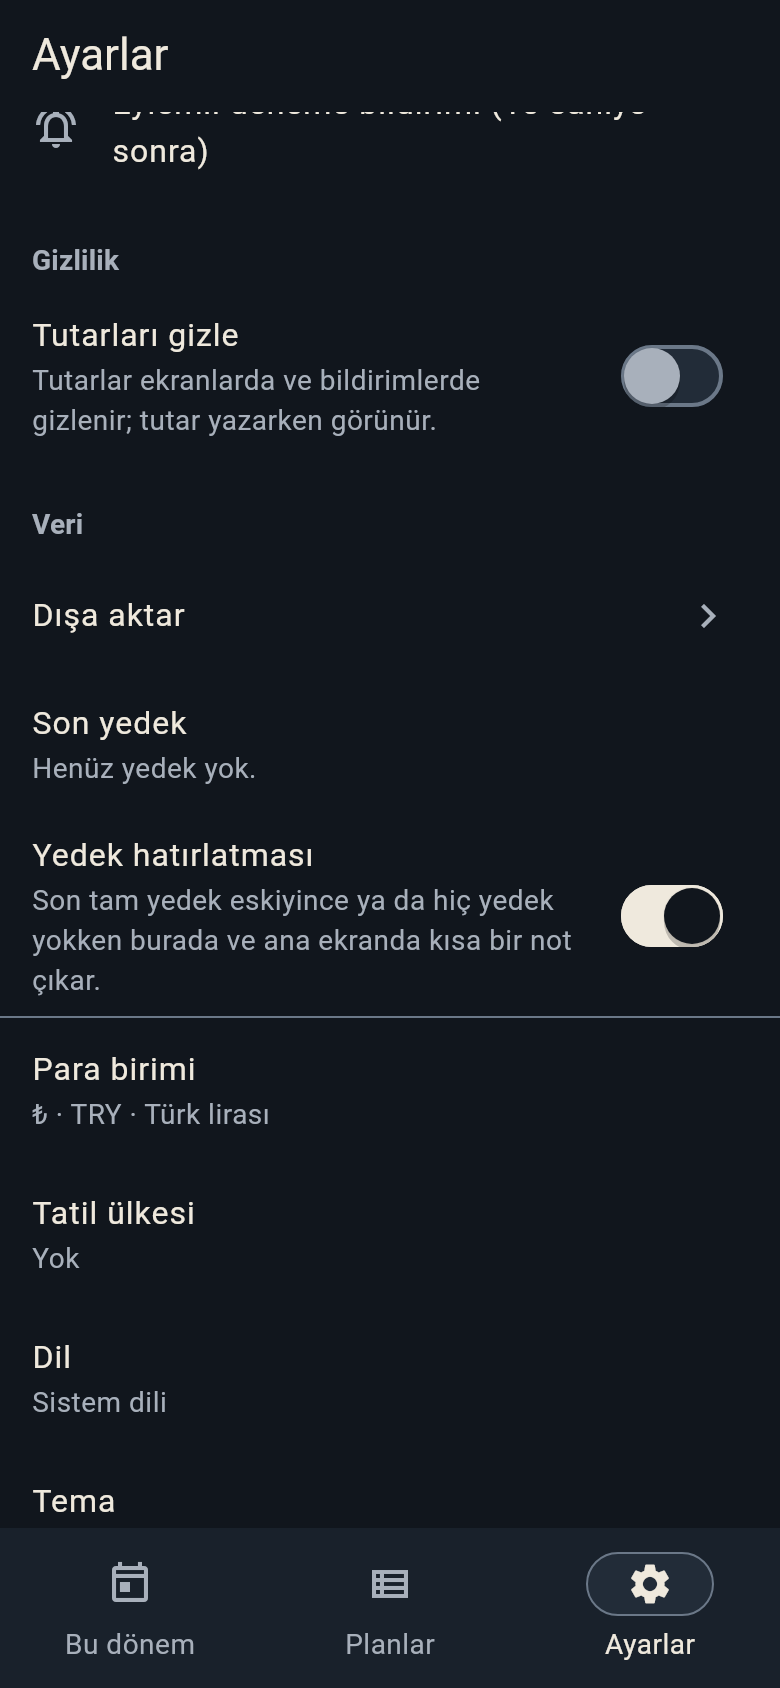 Ayarlar
sonra)
Gizlilik
Tutarları gizle
Tutarlar ekranlarda ve bildirimlerde
gizlenir; tutar yazarken görünür.
Veri
Dışa aktar
Son yedek
Henüz yedek yok.
Yedek hatırlatması
Son tam yedek eskiyince ya da hiç yedek
yokken burada ve ana ekranda kısa bir not
çıkar.
Para birimi
₺ · TRY · Türk lirası
Tatil ülkesi
Yok
Dil
Sistem dili
Tema
Bu dönem
Planlar
Ayarlar